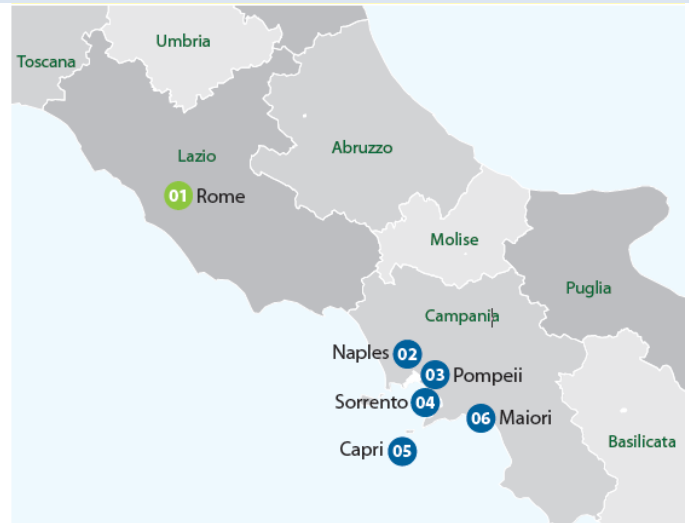 Umbria
Toscana
Abruzzo
Lazio
01 Rome
Molise
Puglia
Campania
Naples 02
03 Pompeii
Sorrento 04
06 Maiori
Basilicata
Capri 05